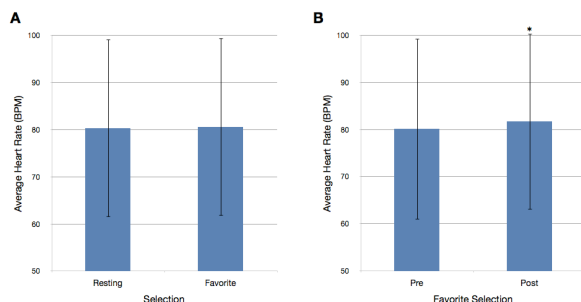 A
B
100
90
80
70
60
50
Average Heart Rate (BPM)
Resting
Favorite
Selection
*
100
90
80
70
60
50
Average Heart Rate (BPM)
Pre
Post
Favorite Selection